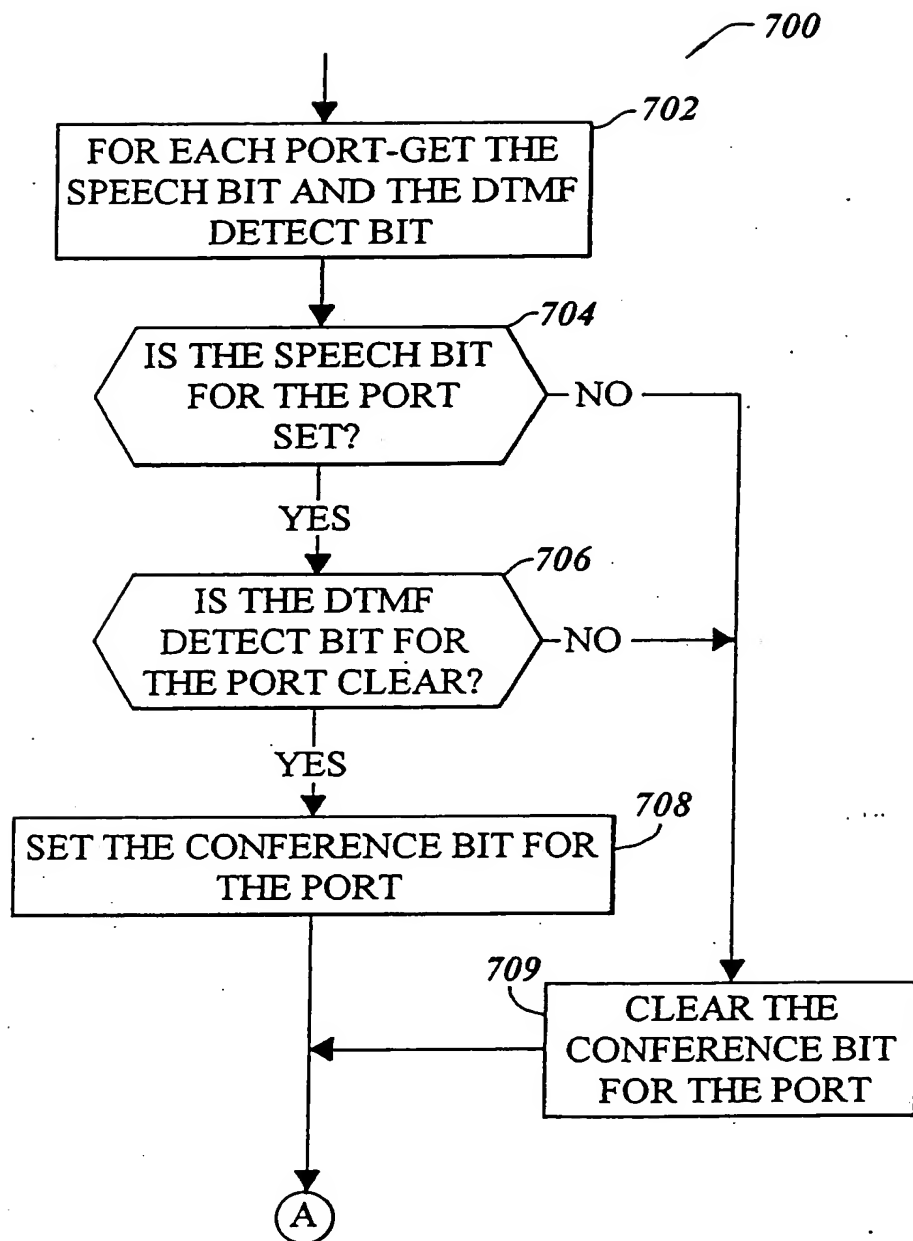 700
702
FOR EACH PORT-GET THE
SPEECH BIT AND THE DTMF
DETECT BIT
704
IS THE SPEECH BIT
FOR THE PORT
SET?
NO
YES
706
IS THE DTMF
DETECT BIT FOR
THE PORT CLEAR?
NO
YES
708
SET THE CONFERENCE BIT FOR
THE PORT
709
CLEAR THE
CONFERENCE BIT
FOR THE PORT
A